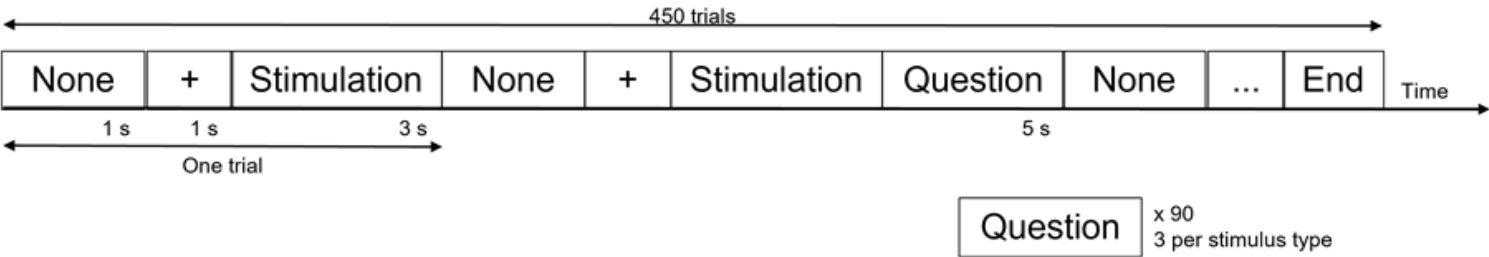 450 trials
None + Stimulation None + Stimulation Question None ... End Time
1 s 1 s 3 s 5 s
One trial
Question x 90
3 per stimulus type